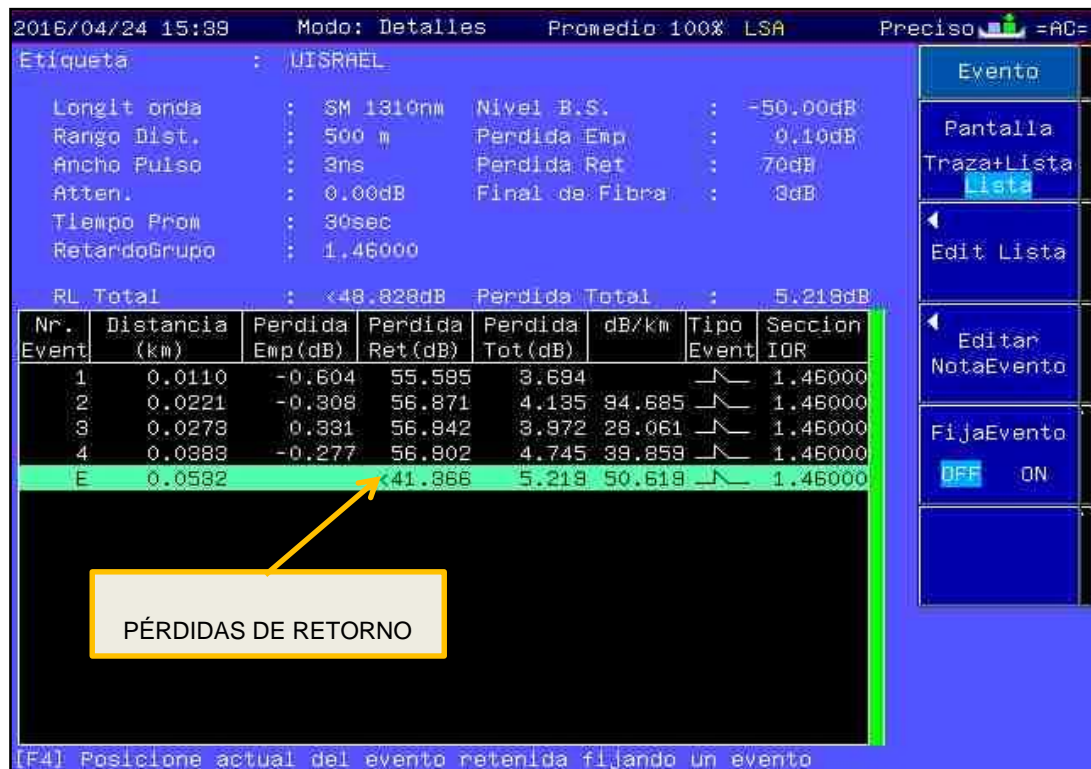 2016/04/24 15:39 Modo: Detalles Promedio 100% LSA Preciso =AC=
Etiqueta : UISRAEL
Longit onda : SM 1310nm Nivel B.S. : -50.00dB
Rango Dist. : 500 m Perdida Emp : 0.10dB
Ancho Pulso : 3ns Perdida Ret : 70dB
Atten. : 0.00dB Final de Fibra : 3dB
Tiempo Prom : 30sec
RetardoGrupo : 1.46000
RL Total : <48.828dB Perdida Total : 5.219dB
Nr. Event Distancia (km) Perdida Emp(dB) Perdida Ret(dB) Perdida Tot(dB) dB/km Tipo Event Seccion IOR
1 0.0110 -0.604 55.595 3.694 1.46000
2 0.0221 -0.308 56.871 4.135 94.685 1.46000
3 0.0273 0.331 56.842 3.972 28.061 1.46000
4 0.0383 -0.277 56.802 4.745 39.859 1.46000
E 0.0532 <41.366 5.219 50.619 1.46000
PÉRDIDAS DE RETORNO
Evento
Pantalla
Traza+Lista
Lista
Edit Lista
Editar
NotaEvento
FijaEvento
OFF ON
[F4] Posicione actual del evento retenida fijando un evento